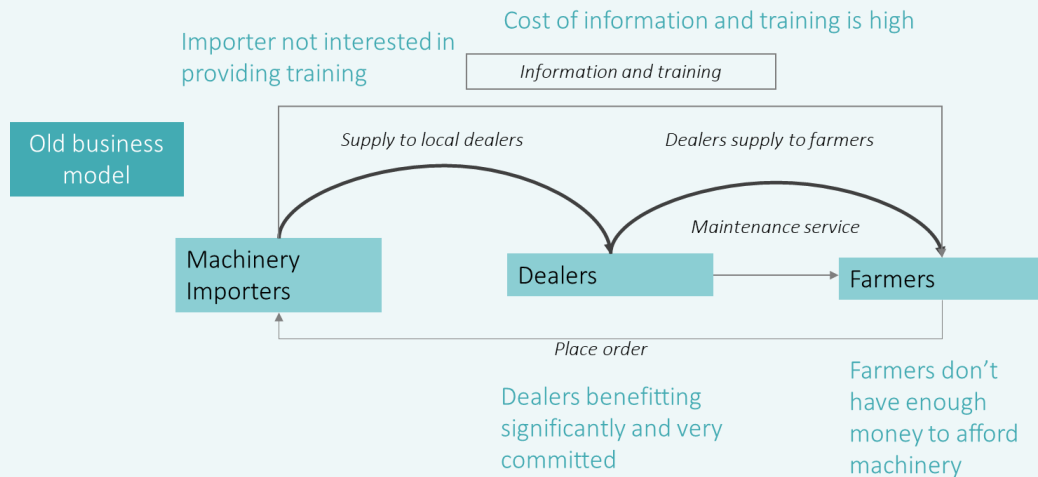 Cost of information and training is high
Importer not interested in
providing training
Information and training
Old business
model
Supply to local dealers
Dealers supply to farmers
Maintenance service
Machinery
Importers
Dealers
Farmers
Place order
Dealers benefitting
significantly and very
committed
Farmers don’t
have enough
money to afford
machinery